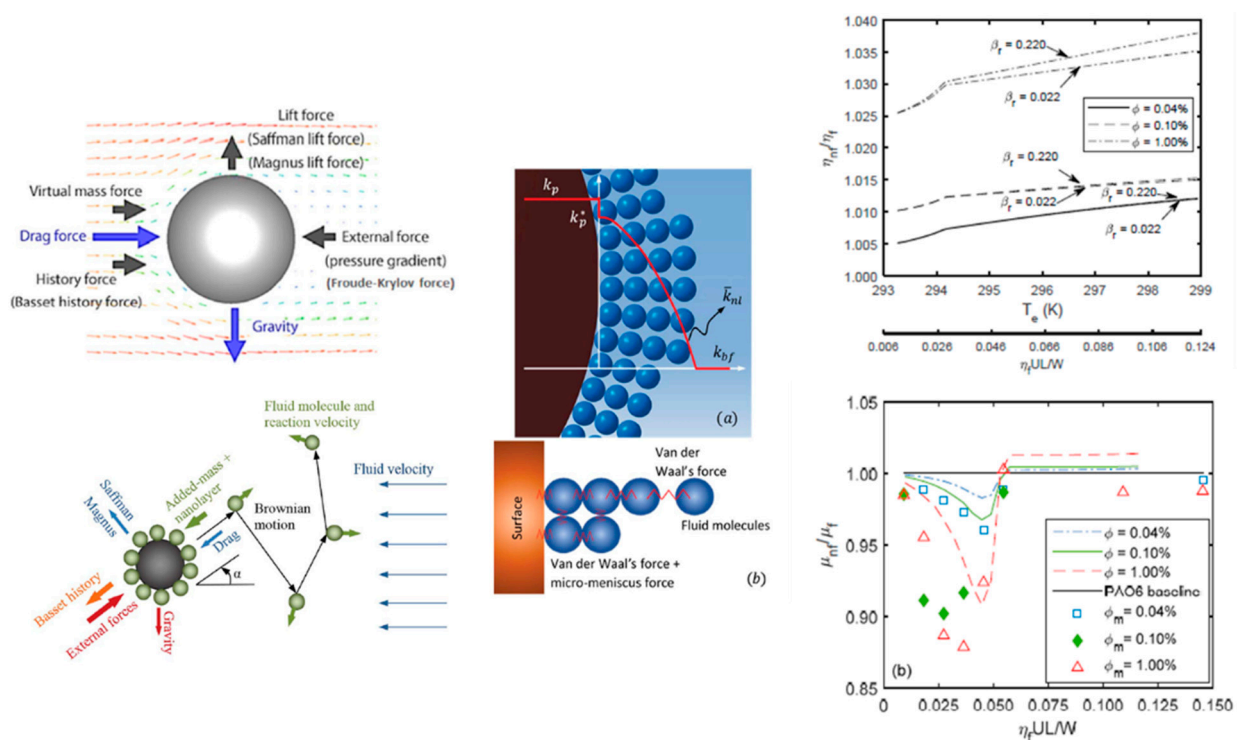 Lift force
(Saffman lift force)
(Magnus lift force)
Virtual mass force
Drag force
External force
(pressure gradient)
(Froude-Krylov force)
History force
(Basset history force)
Gravity
Fluid molecule and
reaction velocity
Fluid velocity
Added-mass +
nanolayer
Saffman
Magnus
Brownian
motion
Drag
α
Basset history
External forces
Gravity
k_p
k_p^*
k̄_nl
k_bf
(a)
Van der
Waal's force
Surface
Fluid molecules
Van der Waal's force +
micro-meniscus force
(b)
1.040
1.035
1.030
1.025
1.020
1.015
1.010
1.005
1.000
η_nf/η_f
β_r = 0.220
β_r = 0.022
ϕ = 0.04%
ϕ = 0.10%
ϕ = 1.00%
β_r = 0.220
β_r = 0.022
β_r = 0.220
β_r = 0.022
293 294 295 296 297 298 299
T_e (K)
0.006 0.026 0.046 0.066 0.086 0.106 0.124
η_fUL/W
1.05
1.00
0.95
0.90
0.85
μ_nf/μ_f
ϕ = 0.04%
ϕ = 0.10%
ϕ = 1.00%
PAO6 baseline
ϕ_m = 0.04%
ϕ_m = 0.10%
ϕ_m = 1.00%
(b)
0 0.025 0.050 0.075 0.100 0.125 0.150
η_fUL/W